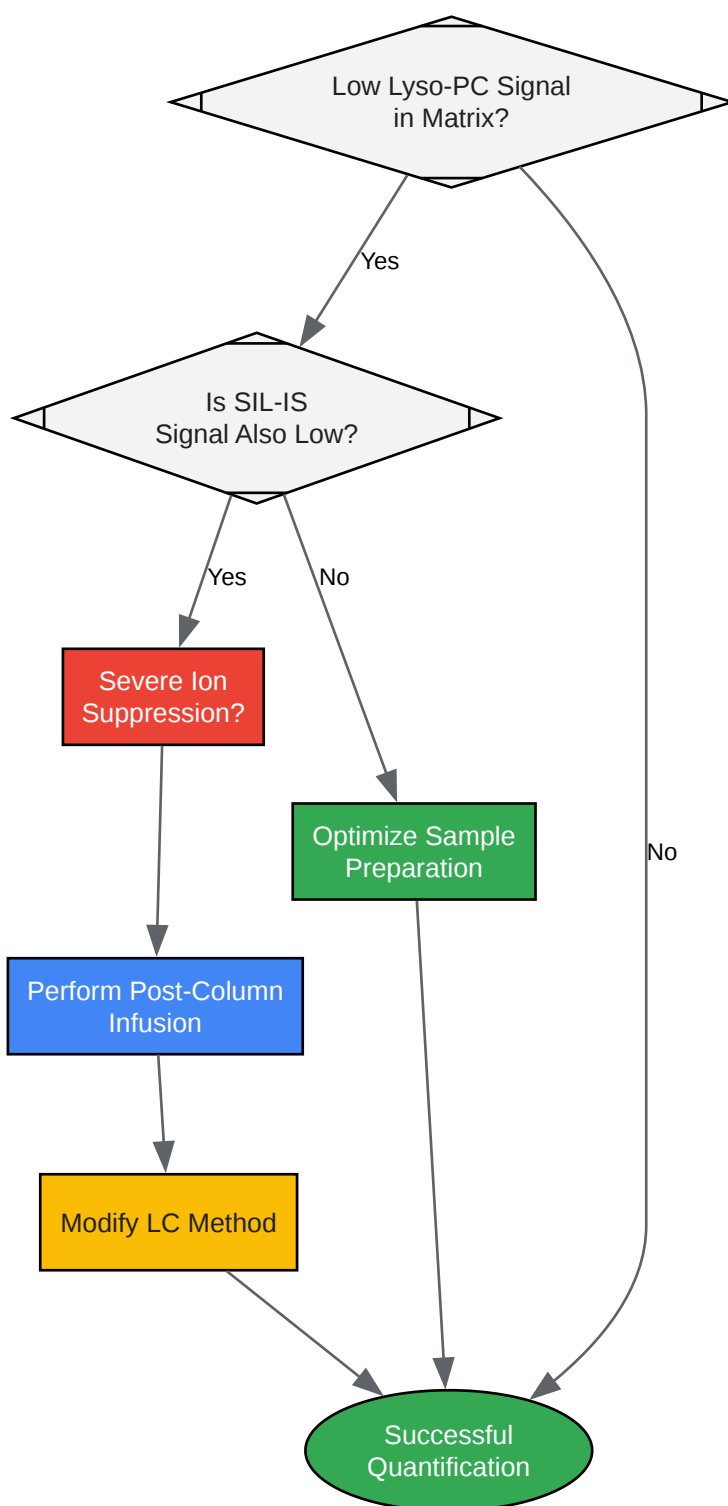 Low Lyso-PC Signal
in Matrix?
Yes
Is SIL-IS
Signal Also Low?
Yes
No
Severe Ion
Suppression?
Optimize Sample
Preparation
No
Perform Post-Column
Infusion
Modify LC Method
Successful
Quantification